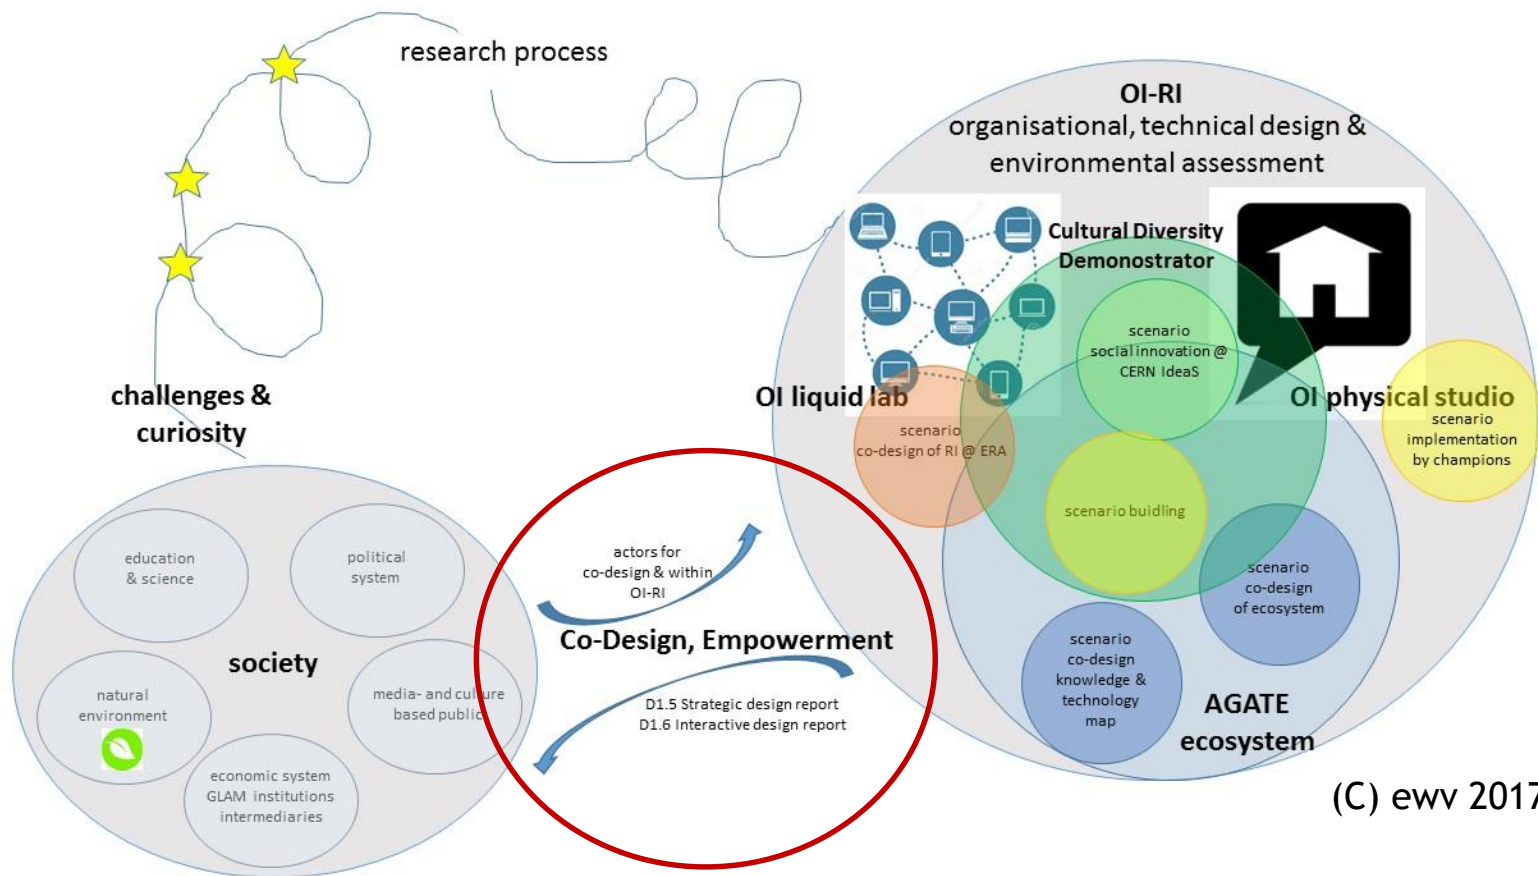 research process
OI-RI
organisational, technical design &
environmental assessment
Cultural Diversity
Demonostrator
scenario
social innovation @
CERN IdeaS
challenges &
curiosity
OI liquid lab
OI physical studio
scenario
implementation
by champions
scenario
co-design of RI @ ERA
scenario buidling
education
& science
political
system
actors for
co-design & within
OI-RI
scenario
co-design
of ecosystem
Co-Design, Empowerment
society
scenario
co-design
knowledge &
technology
map
natural
environment
media- and culture
based public
D1.5 Strategic design report
D1.6 Interactive design report
AGATE
ecosystem
economic system
GLAM institutions
intermediaries
(C) ewv 2017